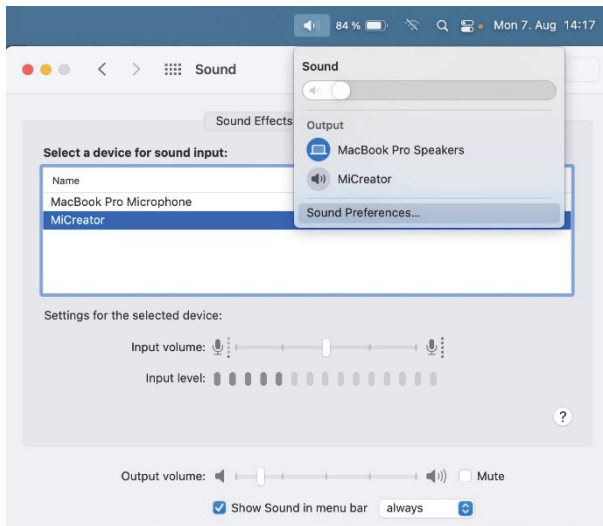 84 %
Mon 7. Aug 14:17
Sound
Sound
Sound Effects
Output
MacBook Pro Speakers
MiCreator
Sound Preferences...
Select a device for sound input:
Name
MacBook Pro Microphone
MiCreator
Settings for the selected device:
Input volume:
Input level:
?
Output volume:
Mute
Show Sound in menu bar
always